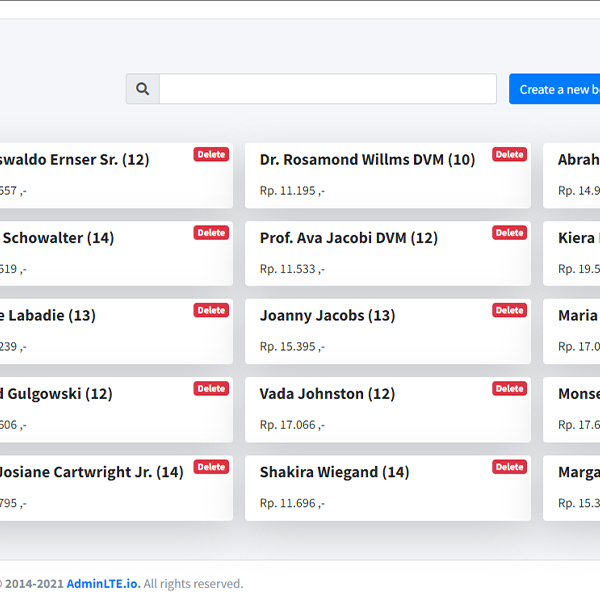 Create a new b
swaldo Ernser Sr. (12) Delete
557 ,-
Dr. Rosamond Willms DVM (10) Delete
Rp. 11.195 ,-
Abrah
Rp. 14.9
Schowalter (14) Delete
519 ,-
Prof. Ava Jacobi DVM (12) Delete
Rp. 11.533 ,-
Kiera
Rp. 19.5
e Labadie (13) Delete
239 ,-
Joanny Jacobs (13) Delete
Rp. 15.395 ,-
Maria
Rp. 17.0
d Gulgowski (12) Delete
606 ,-
Vada Johnston (12) Delete
Rp. 17.066 ,-
Monse
Rp. 17.6
Josiane Cartwright Jr. (14) Delete
795 ,-
Shakira Wiegand (14) Delete
Rp. 11.696 ,-
Marga
Rp. 15.3
© 2014-2021 AdminLTE.io. All rights reserved.